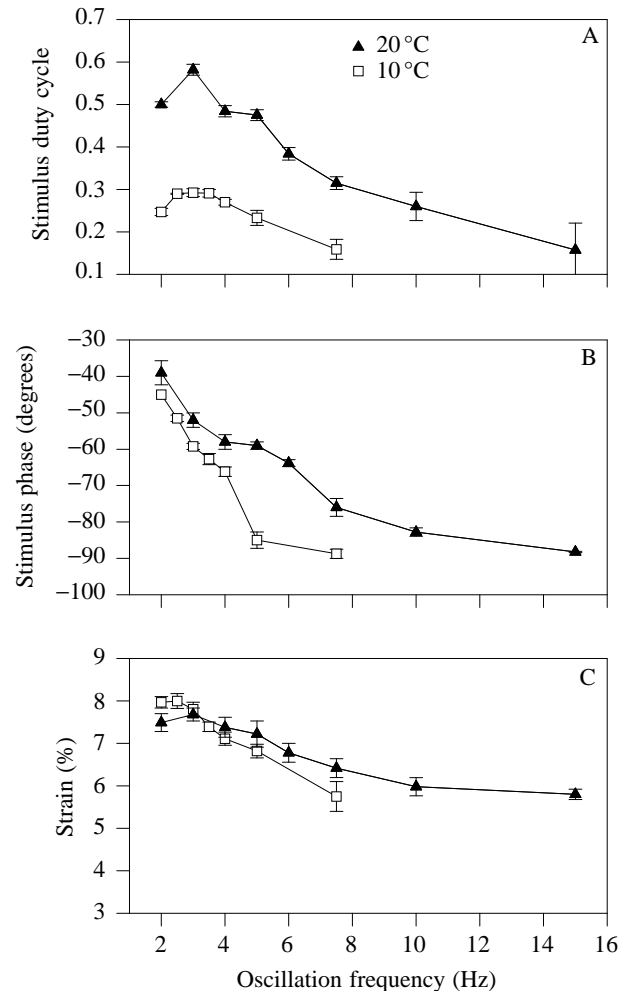 0.7
0.6
0.5
0.4
0.3
0.2
0.1
Stimulus duty cycle
20 °C
10 °C
A
−30
−40
−50
−60
−70
−80
−90
−100
Stimulus phase (degrees)
B
9
8
7
6
5
4
3
Strain (%)
C
2 4 6 8 10 12 14 16
Oscillation frequency (Hz)